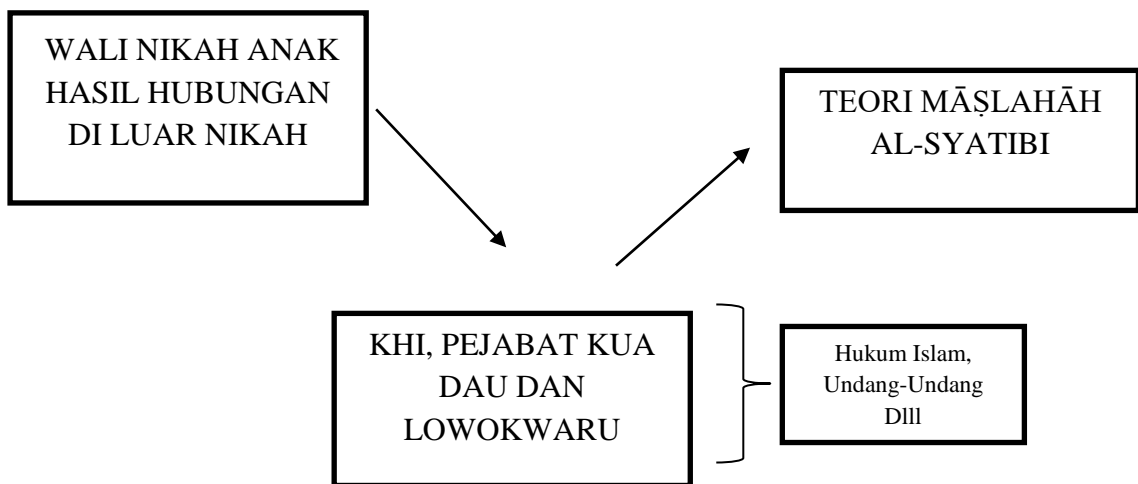 WALI NIKAH ANAK
HASIL HUBUNGAN
DI LUAR NIKAH
TEORI MĀṢLAHĀH
AL-SYATIBI
KHI, PEJABAT KUA
DAU DAN
LOWOKWARU
Hukum Islam,
Undang-Undang
Dlll